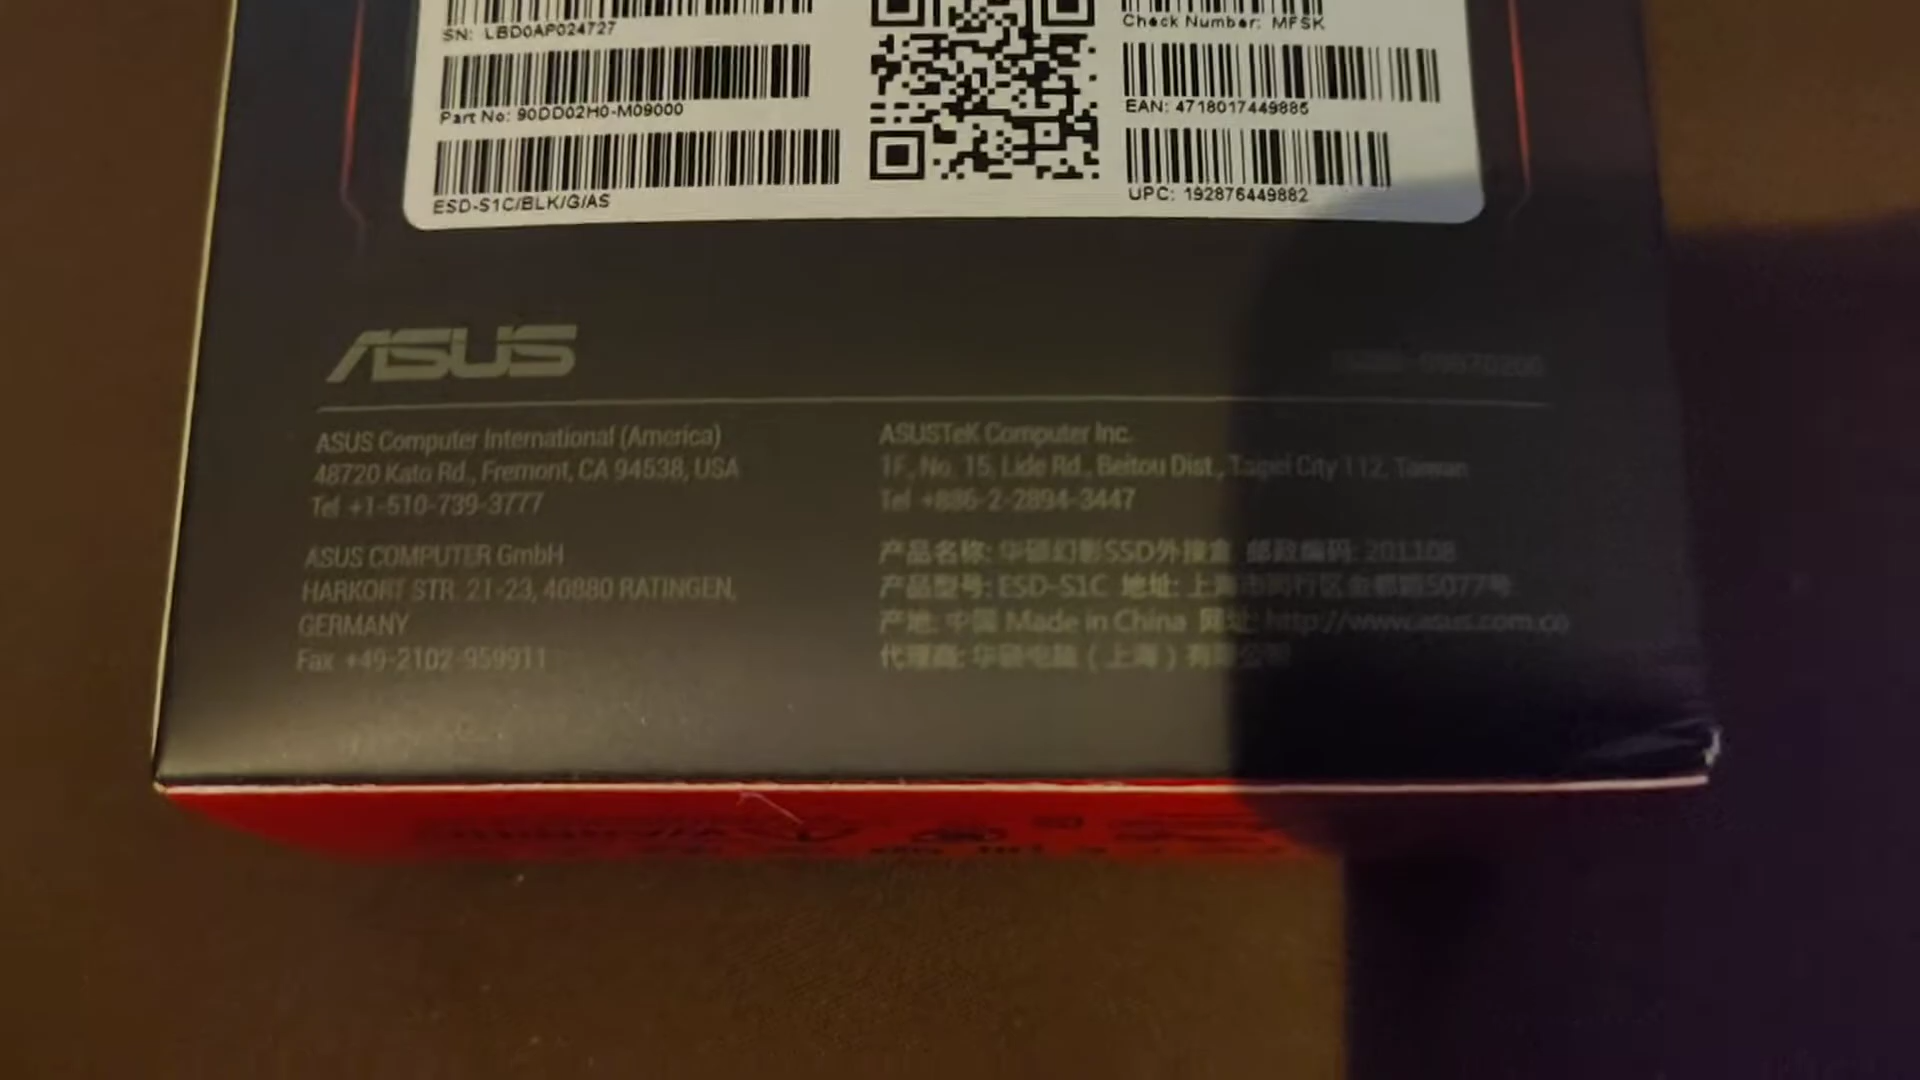 SN: LBD0AP024727
Check Number: MFSK
Part No: 90DD02H0-M09000
EAN: 4718017449885
ESD-S1C/BLK/G/AS
UPC: 192876449882
ASUS
ASUS Computer International (America)
48720 Kato Rd., Fremont, CA 94538, USA
Tel +1-510-739-3777
ASUS COMPUTER GmbH
HARKORT STR. 21-23, 40880 RATINGEN,
GERMANY
Fax +49-2102-959911
ASUSTeK Computer Inc.
1F., No. 15, Lide Rd., Beitou Dist., Taipei City 112, Taiwan
Tel +886-2-2894-3447
产品名称: 华硕幻影SSD外接盒 邮政编码: 201108
产品型号: ESD-S1C 地址: 上海市闵行区金都路5077号
产地: 中国 Made in China 网址: http://www.asus.com.cn
代理商: 华硕电脑(上海)有限公司